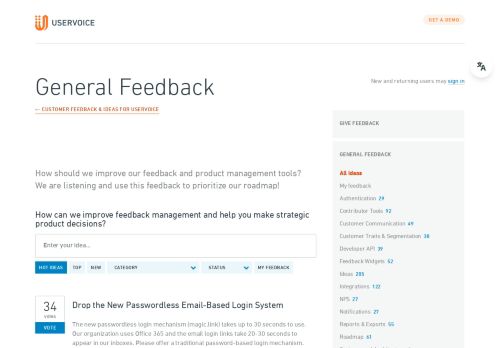 USERVOICE
GET A DEMO
General Feedback
New and returning users may sign in
← CUSTOMER FEEDBACK & IDEAS FOR USERVOICE
GIVE FEEDBACK
GENERAL FEEDBACK
All ideas
My feedback
Authentication 29
Contributor Tools 92
Customer Communication 49
Customer Traits & Segmentation 38
Developer API 39
Feedback Widgets 52
Ideas 285
Integrations 122
NPS 27
Notifications 27
Reports & Exports 55
Roadmap 61
How should we improve our feedback and product management tools?
We are listening and use this feedback to prioritize our roadmap!
How can we improve feedback management and help you make strategic
product decisions?
Enter your idea...
HOT IDEAS TOP NEW CATEGORY STATUS MY FEEDBACK
34
votes
VOTE
Drop the New Passwordless Email-Based Login System
The new passwordless login mechanism (magic link) takes up to 30 seconds to use.
Our organization uses Office 365 and the email login links take 20-30 seconds to
appear in our inboxes. Please offer a traditional password-based login mechanism.